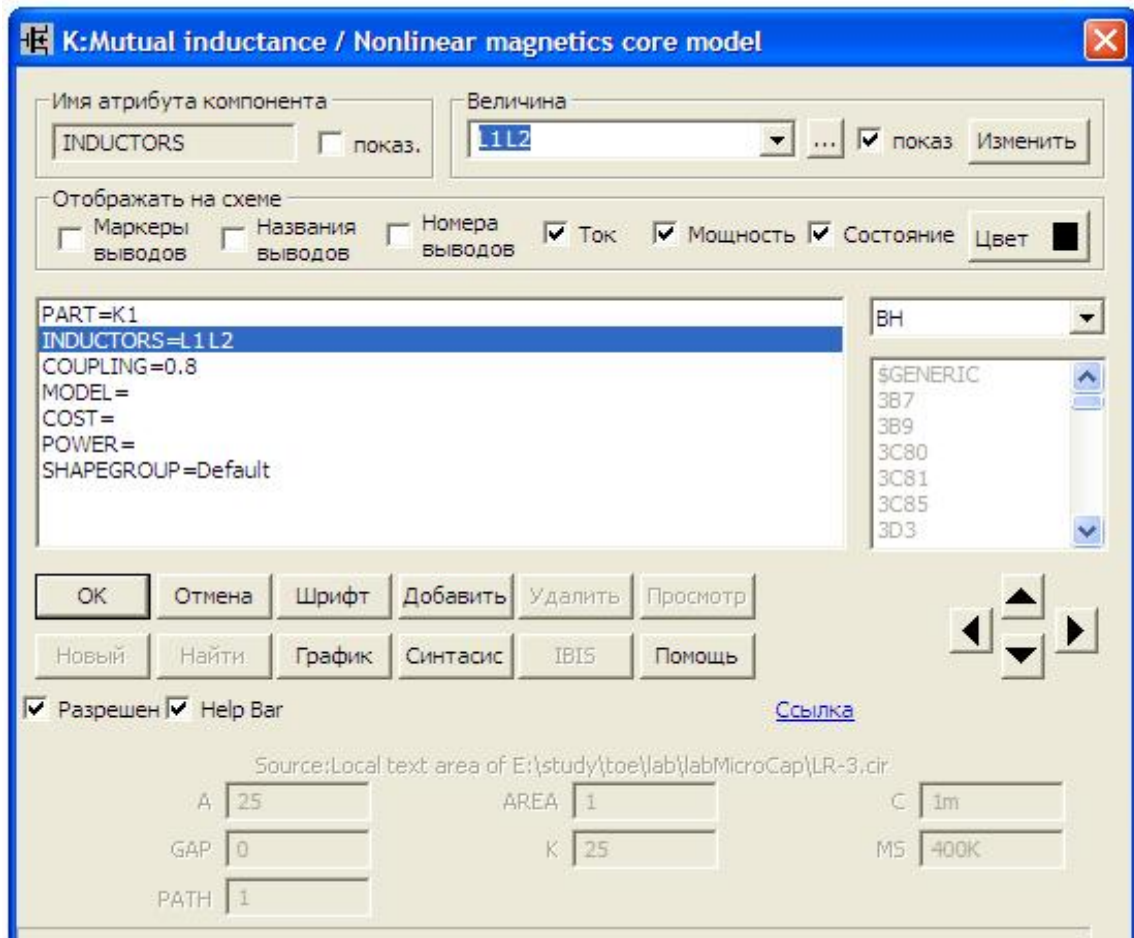 K:Mutual inductance / Nonlinear magnetics core model
Имя атрибута компонента
INDUCTORS
показ.
Величина
L1 L2
...
показ
Изменить
Отображать на схеме
Маркеры выводов
Названия выводов
Номера выводов
Ток
Мощность
Состояние
Цвет
PART=K1
INDUCTORS=L1 L2
COUPLING=0.8
MODEL=
COST=
POWER=
SHAPEGROUP=Default
BH
$GENERIC
3B7
3B9
3C80
3C81
3C85
3D3
OK
Отмена
Шрифт
Добавить
Удалить
Просмотр
Новый
Найти
График
Синтасис
IBIS
Помощь
Разрешен
Help Bar
Ссылка
Source:Local text area of E:\study\toe\lab\labMicroCap\LR-3.cir
A 25
AREA 1
C 1m
GAP 0
K 25
MS 400K
PATH 1